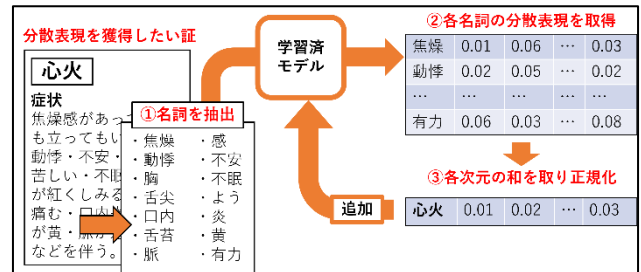 分散表現を獲得したい証
心火
症状
焦燥感があっ
も立ってもい
動悸・不安・
苦しい・不眠
が紅くしみる
痛む・口内
が黄・脈が
などを伴う。
①名詞を抽出
・焦燥 ・感
・動悸 ・不安
・胸 ・不眠
・舌尖 ・よう
・口内 ・炎
・舌苔 ・黄
・脈 ・有力
学習済
モデル
追加
②各名詞の分散表現を取得
焦燥 0.01 0.06 … 0.03
動悸 0.02 0.05 … 0.02
… … … …
有力 0.06 0.03 … 0.08
③各次元の和を取り正規化
心火 0.01 0.02 … 0.03